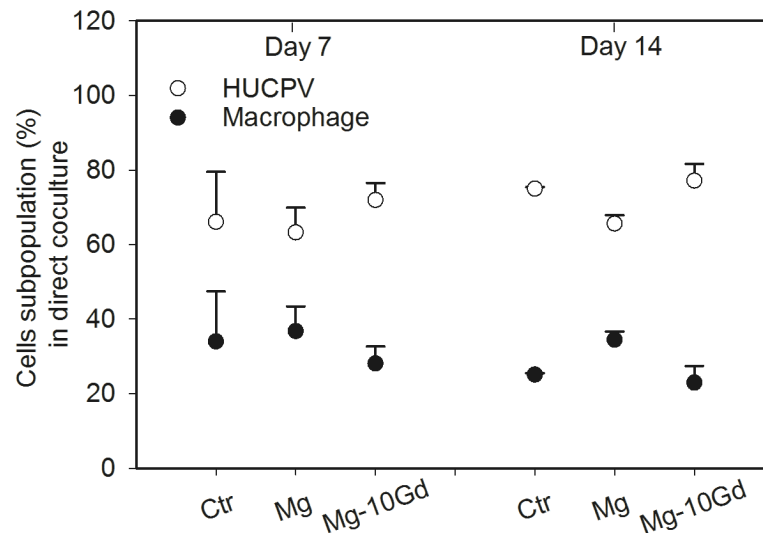 Cells subpopulation (%)
in direct coculture
120
100
80
60
40
20
0
Day 7
Day 14
HUCPV
Macrophage
Ctr
Mg
Mg-10Gd
Ctr
Mg
Mg-10Gd